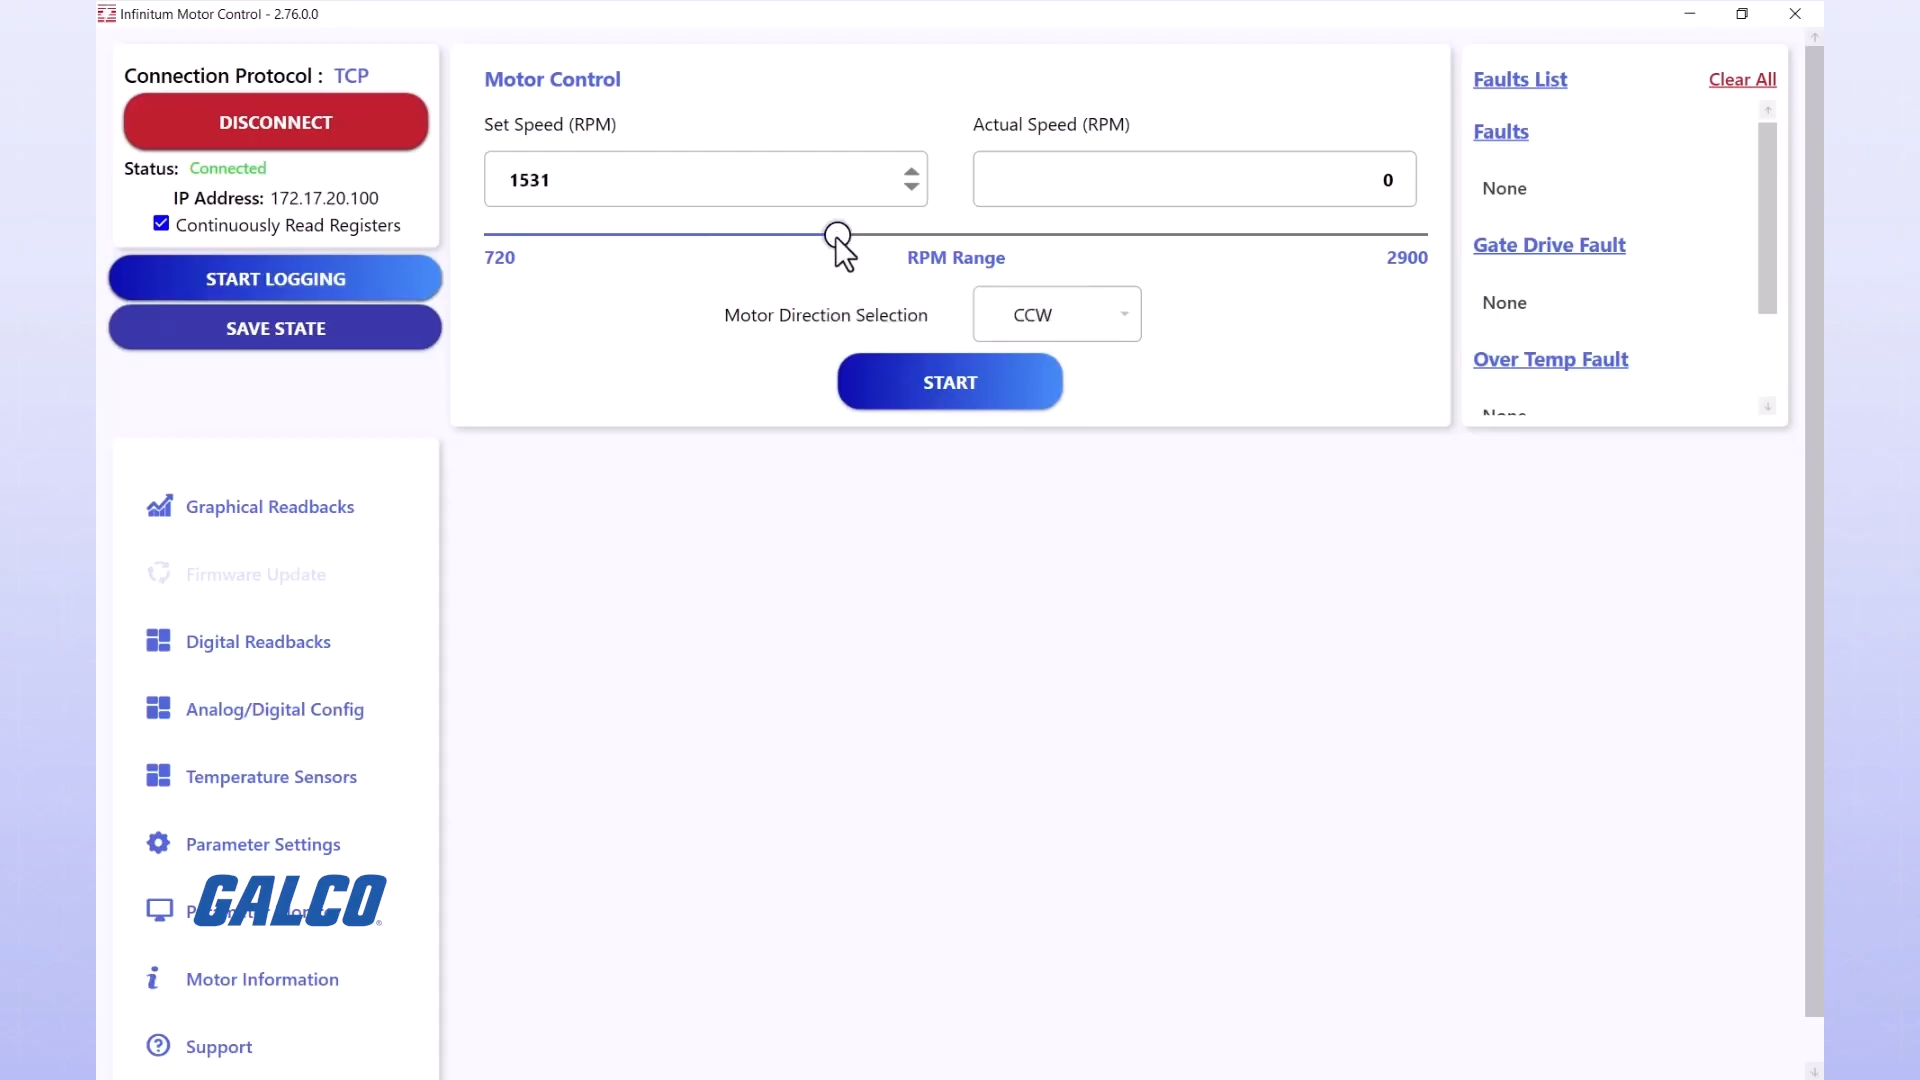 Infinitum Motor Control - 2.76.0.0
Connection Protocol : TCP
DISCONNECT
Status: Connected
IP Address: 172.17.20.100
Continuously Read Registers
START LOGGING
SAVE STATE
Motor Control
Set Speed (RPM)
Actual Speed (RPM)
1531
0
720
RPM Range
2900
Motor Direction Selection
CCW
START
Faults List
Clear All
Faults
None
Gate Drive Fault
None
Over Temp Fault
None
Graphical Readbacks
Firmware Update
Digital Readbacks
Analog/Digital Config
Temperature Sensors
Parameter Settings
GALCO
Motor Information
Support